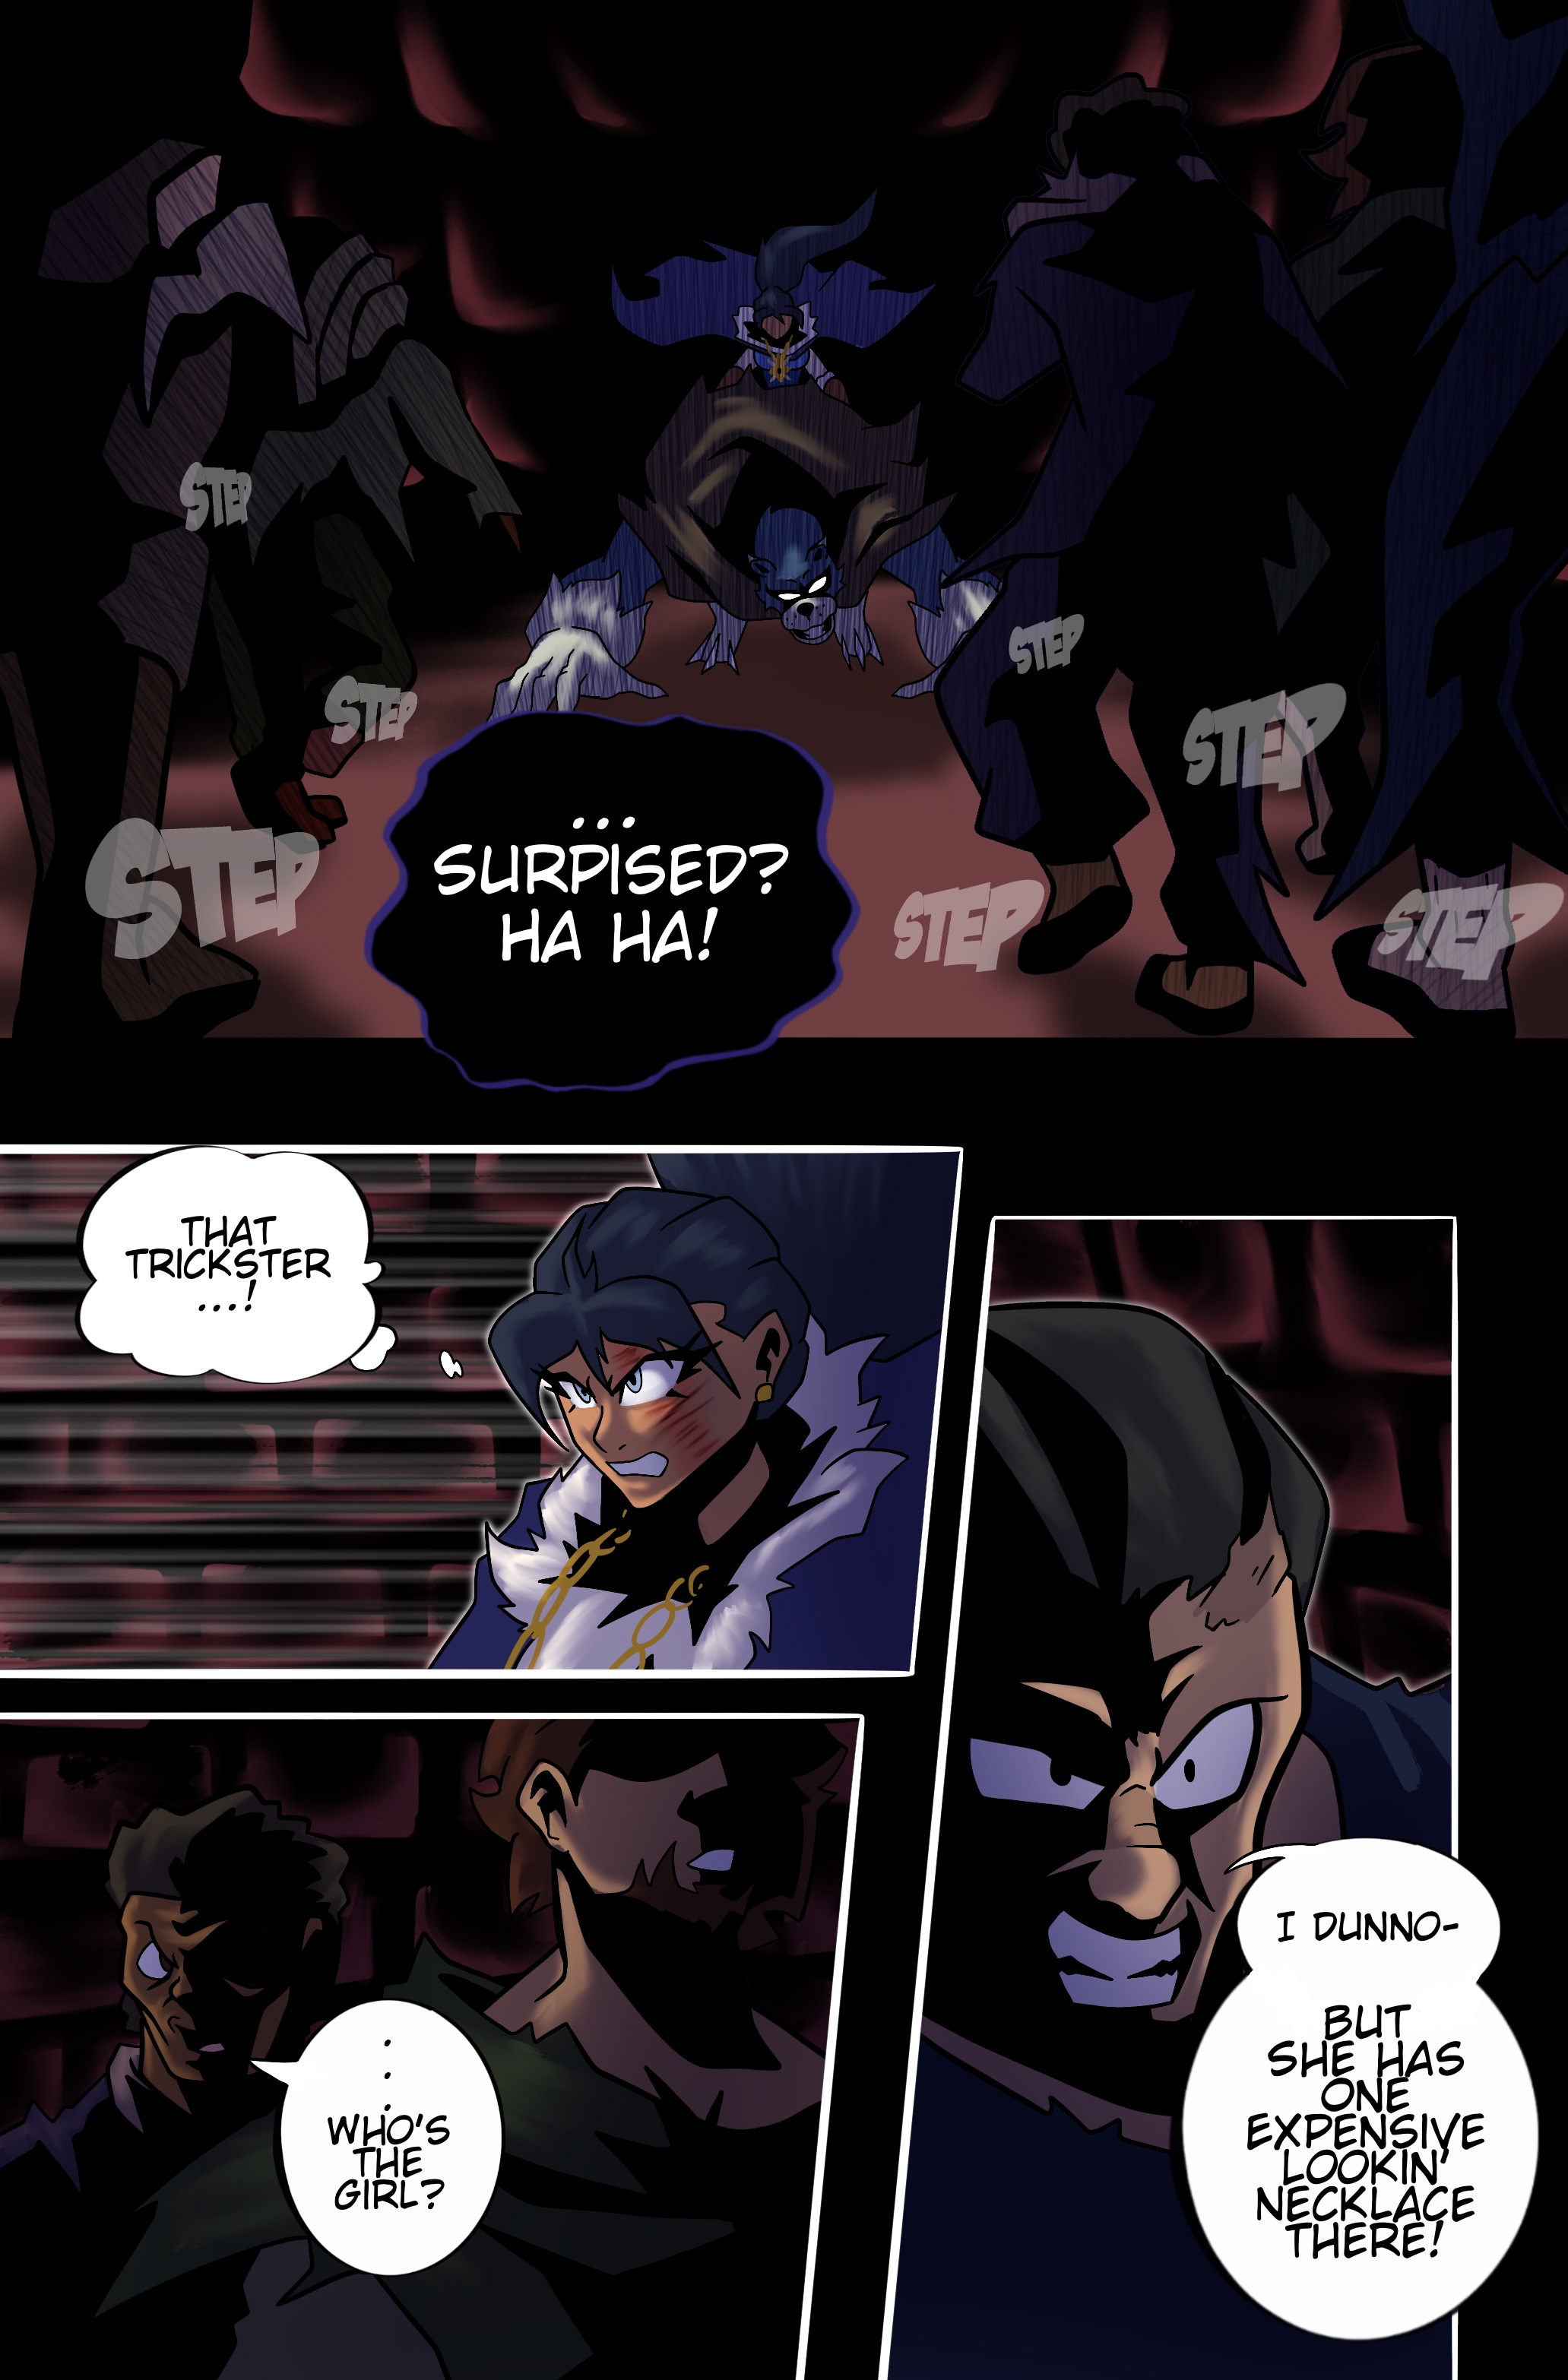 STEP
STEP
STEP
STEP
STEP
STEP
STEP
...
SURPISED?
HA HA!
THAT
TRICKSTER
....!
...
WHO'S
THE
GIRL?
I DUNNO-
BUT
SHE HAS
ONE
EXPENSIVE
LOOKIN'
NECKLACE
THERE!